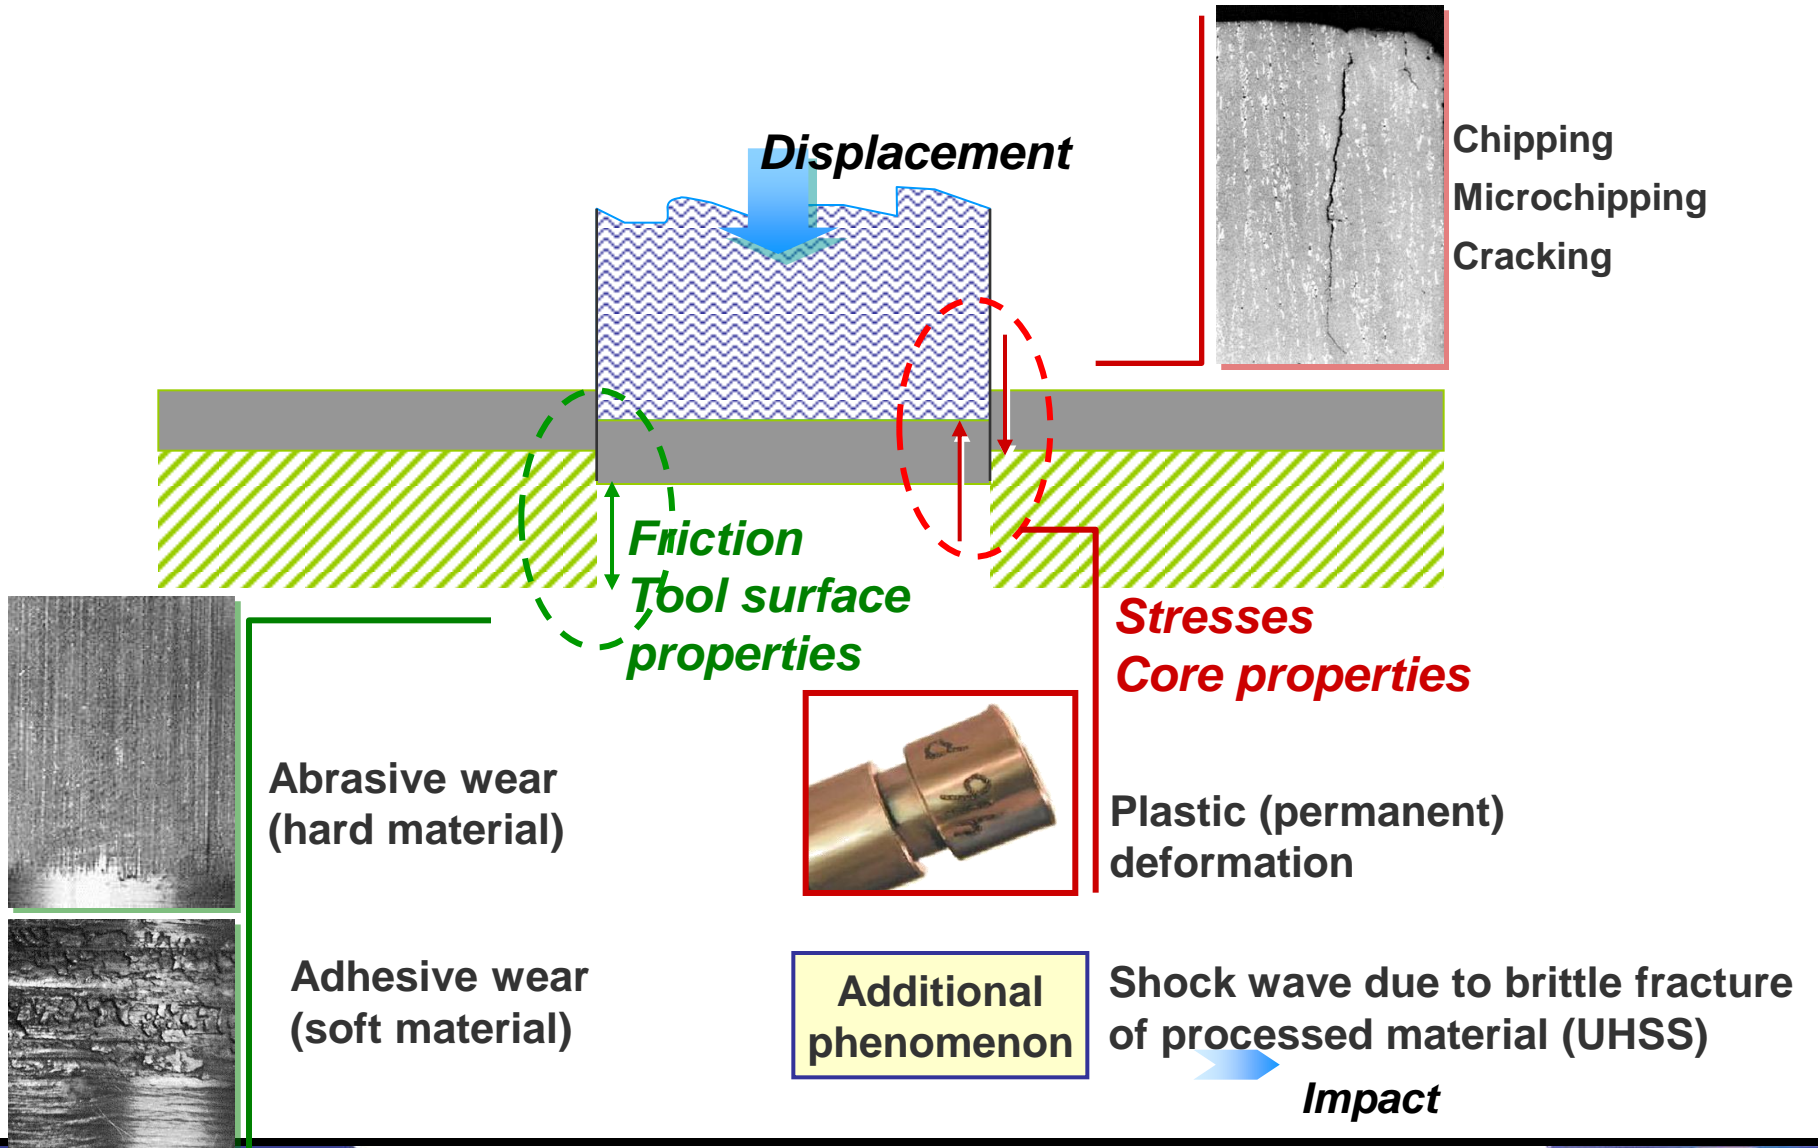 Displacement
Chipping
Microchipping
Cracking
Friction
Tool surface
properties
Stresses
Core properties
Abrasive wear
(hard material)
Plastic (permanent)
deformation
Adhesive wear
(soft material)
Additional
phenomenon
Shock wave due to brittle fracture
of processed material (UHSS)
Impact